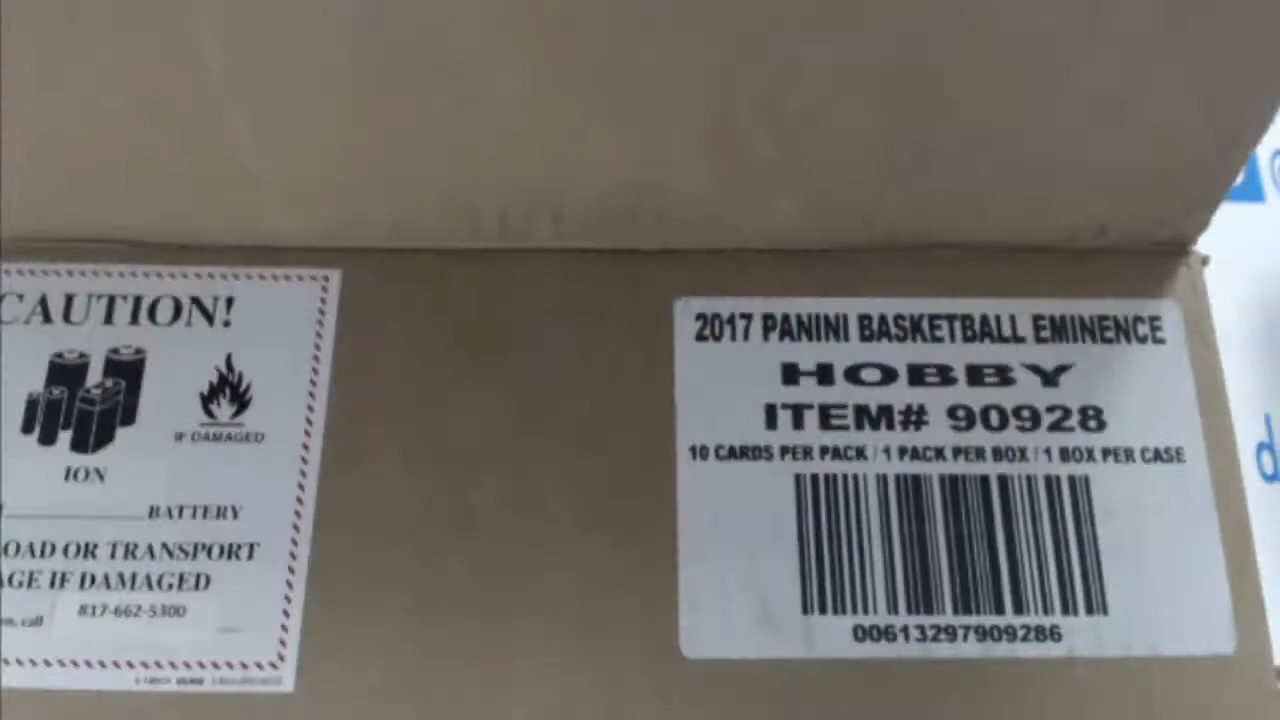 CAUTION!
IF DAMAGED
ION
BATTERY
OAD OR TRANSPORT
AGE IF DAMAGED
call
817-662-5300
2017 PANINI BASKETBALL EMINENCE
HOBBY
ITEM# 90928
10 CARDS PER PACK / 1 PACK PER BOX / 1 BOX PER CASE
00613297909286
d